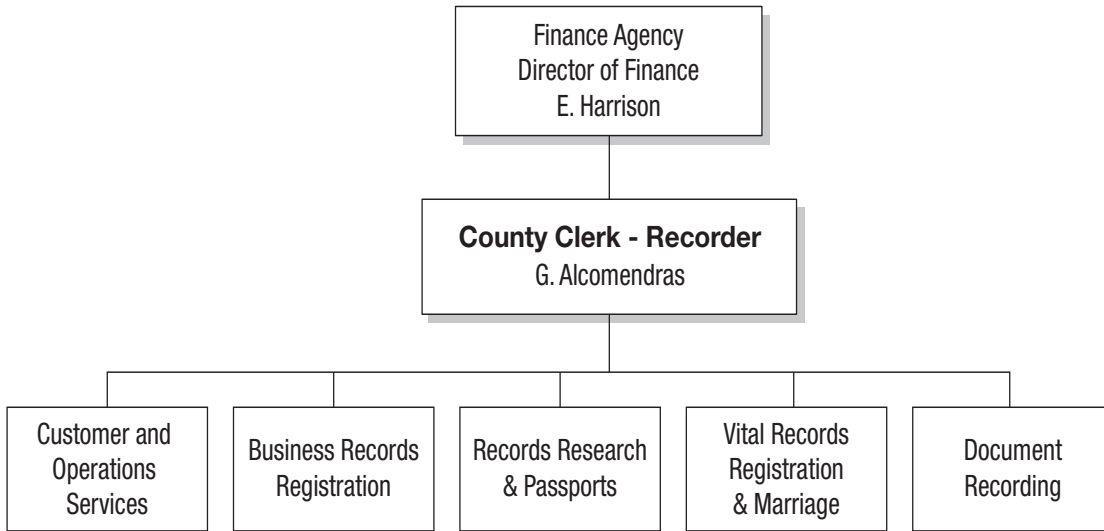 Finance Agency
Director of Finance
E. Harrison
County Clerk - Recorder
G. Alcomendras
Customer and
Operations
Services
Business Records
Registration
Records Research
& Passports
Vital Records
Registration
& Marriage
Document
Recording